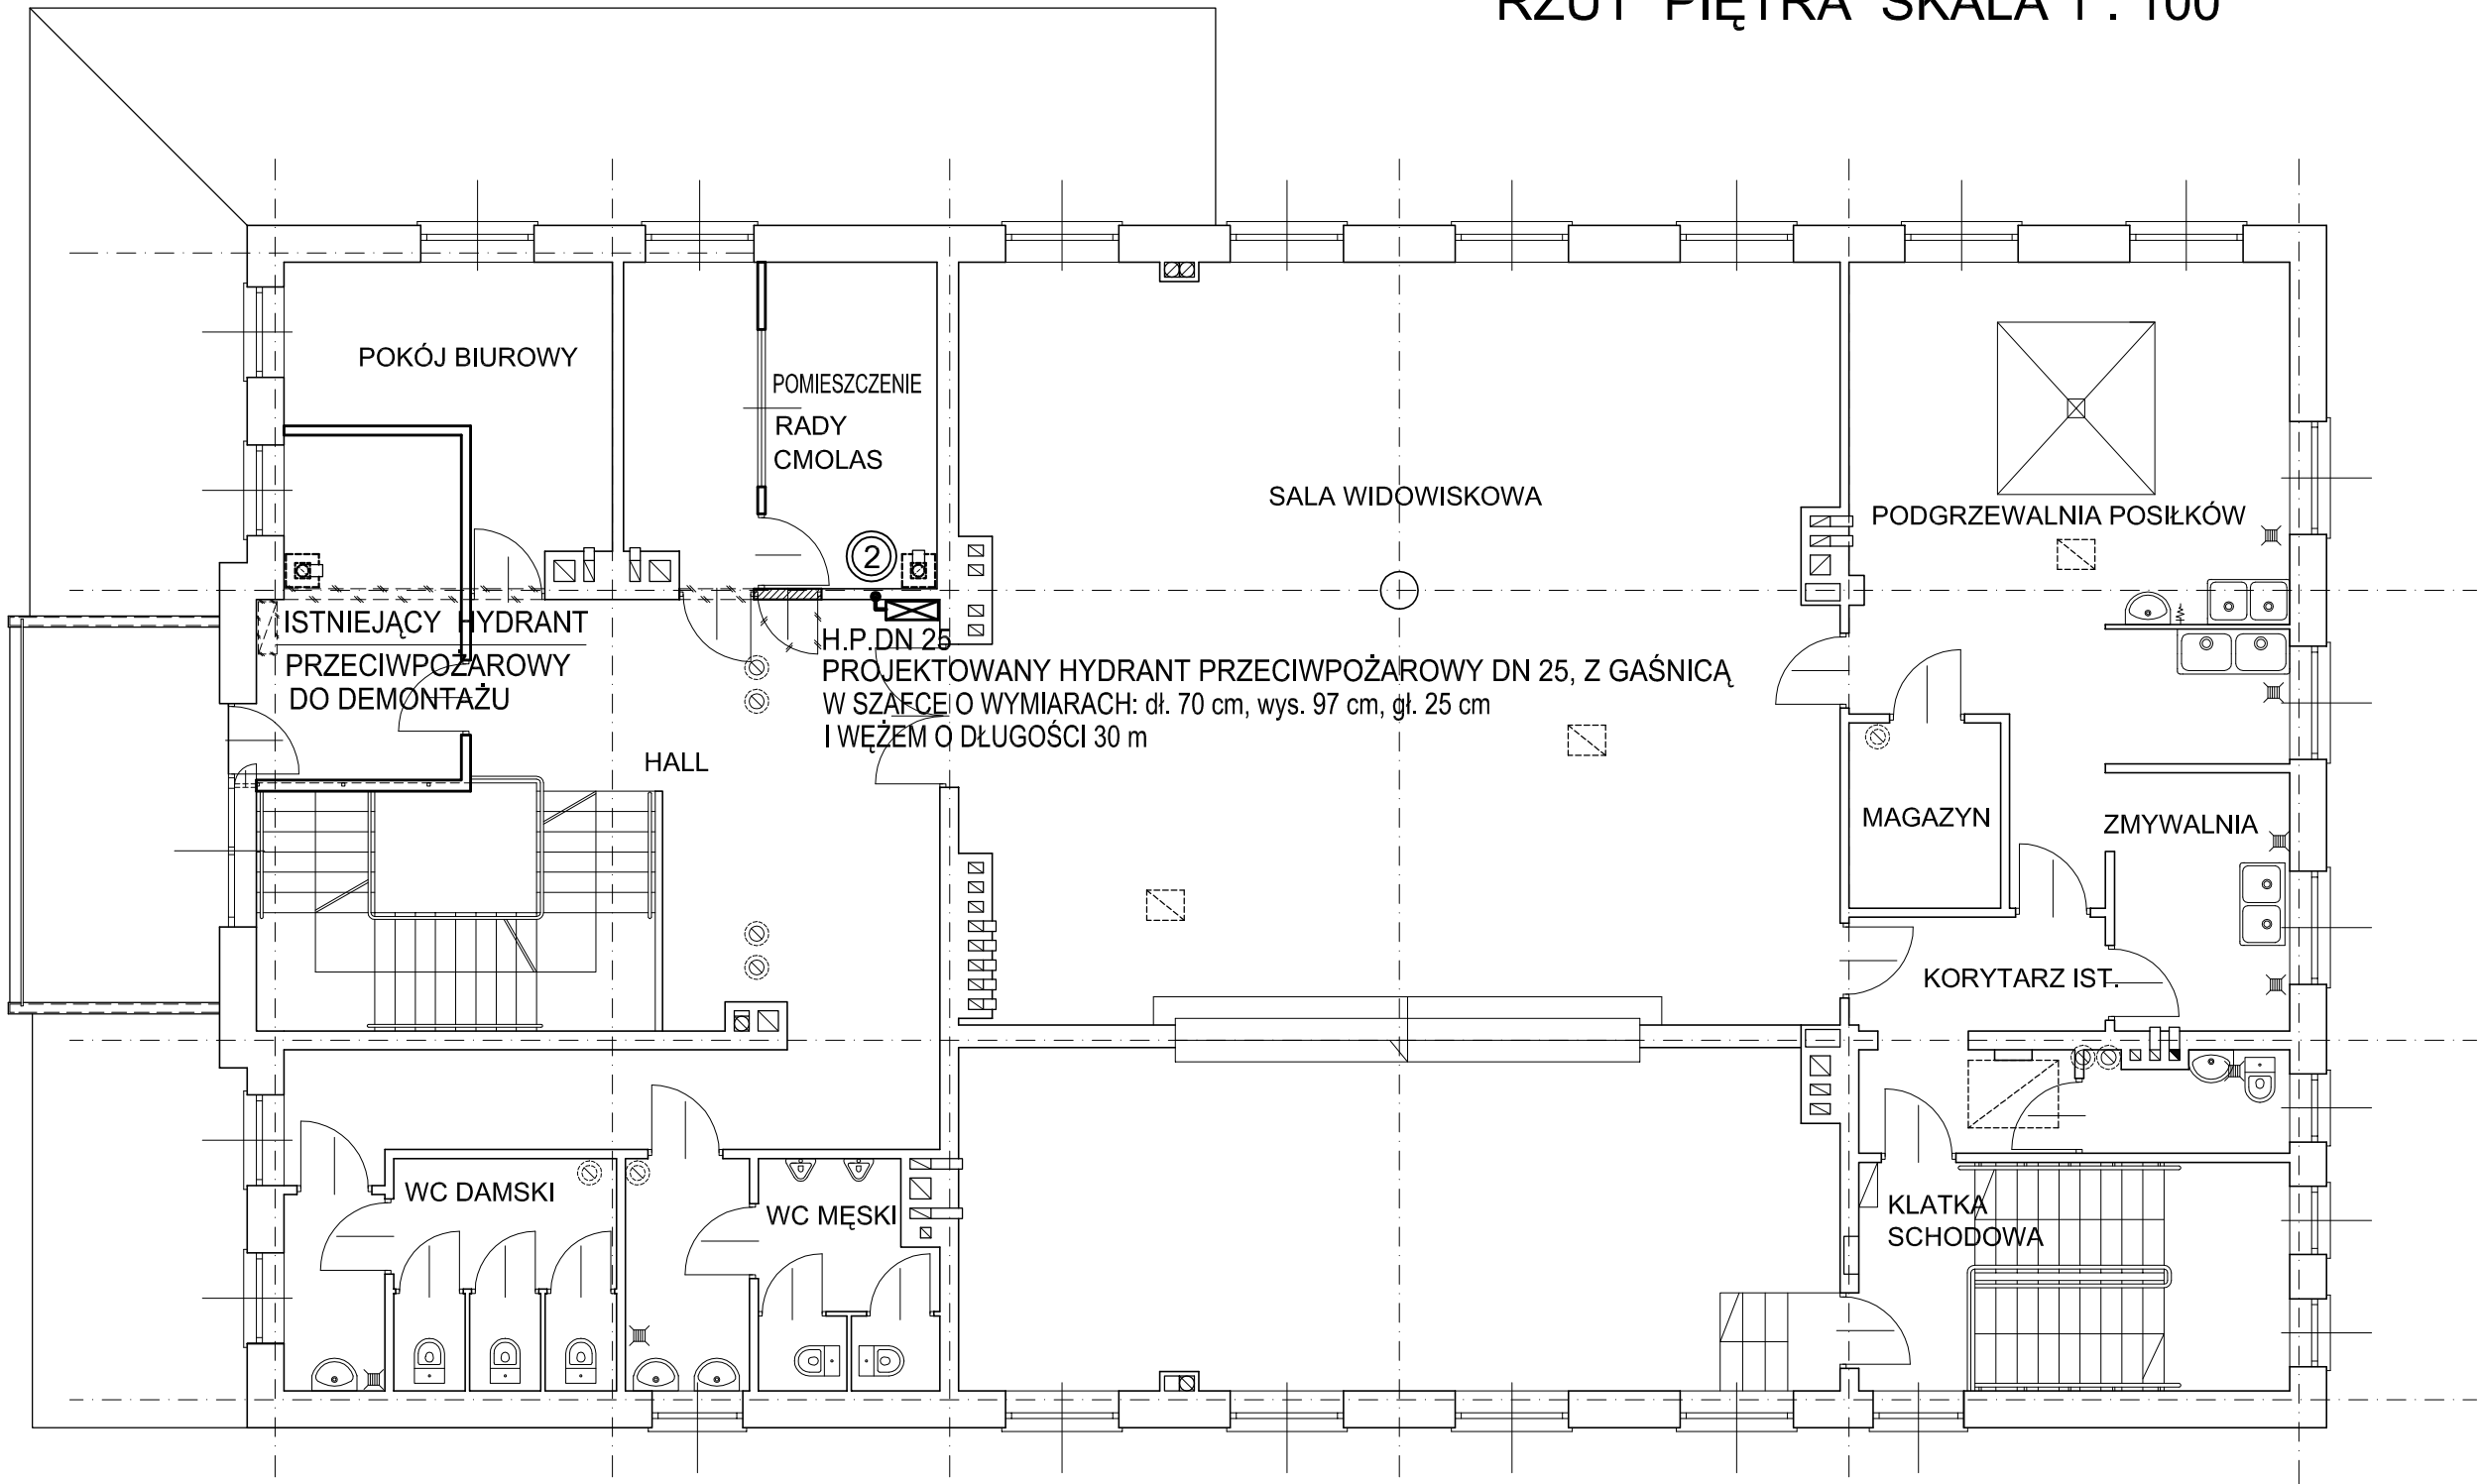 RZUT PIĘTRA SKALA 1 : 100
POKÓJ BIUROWY
POMIESZCZENIE
RADY
CMOLAS
SALA WIDOWISKOWA
PODGRZEWALNIA POSIŁKÓW
2
ISTNIEJĄCY HYDRANT
PRZECIWPOŻAROWY
DO DEMONTAŻU
H.P.DN 25
PROJEKTOWANY HYDRANT PRZECIWPOŻAROWY DN 25, Z GAŚNICĄ
W SZAFCE O WYMIARACH: dł. 70 cm, wys. 97 cm, gł. 25 cm
I WĘŻEM O DŁUGOŚCI 30 m
HALL
MAGAZYN
ZMYWALNIA
KORYTARZ IST.
WC DAMSKI
WC MĘSKI
KLATKA
SCHODOWA